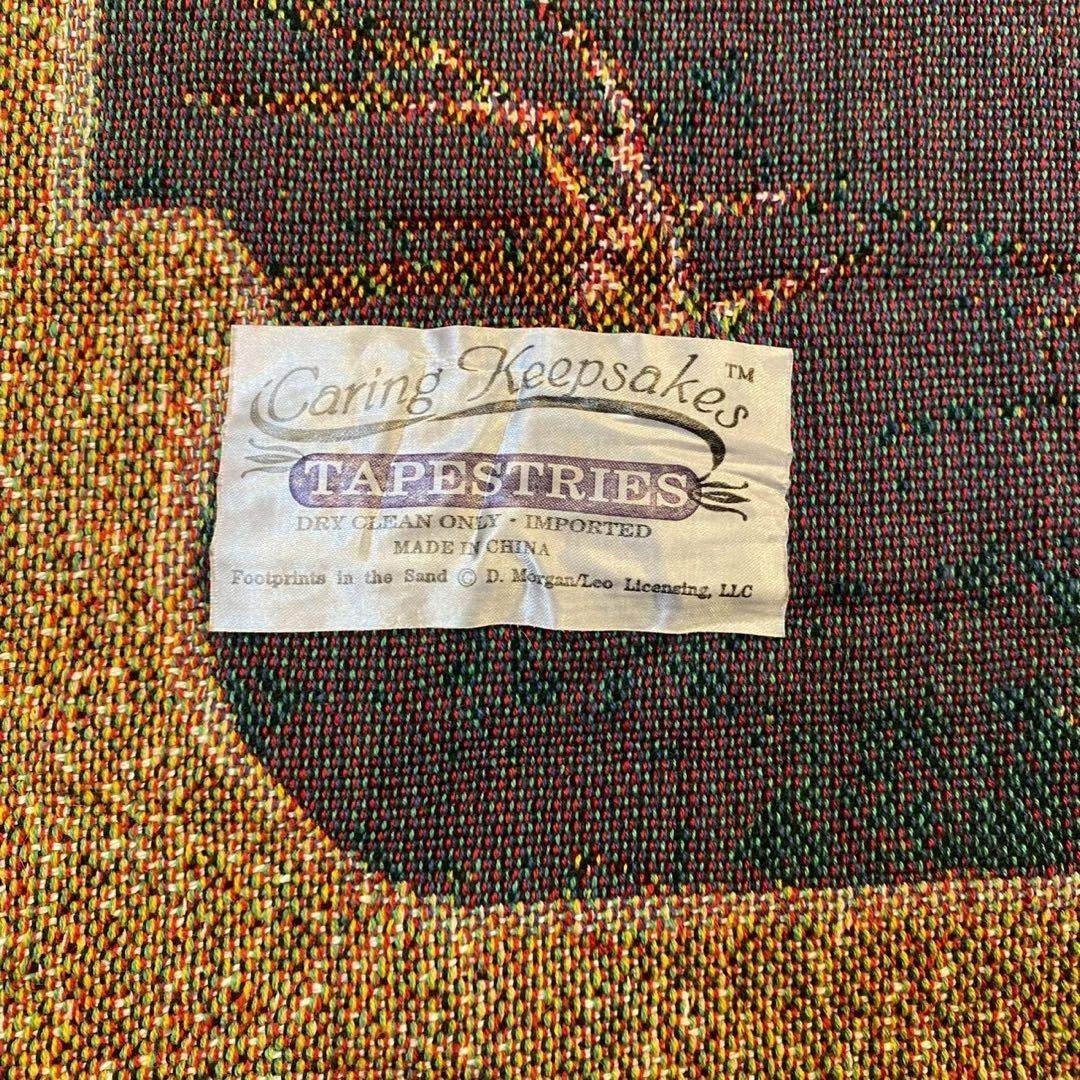 Caring Keepsakes™
TAPESTRIES
DRY CLEAN ONLY · IMPORTED
MADE IN CHINA
Footprints in the Sand © D. Morgan/Leo Licensing, LLC